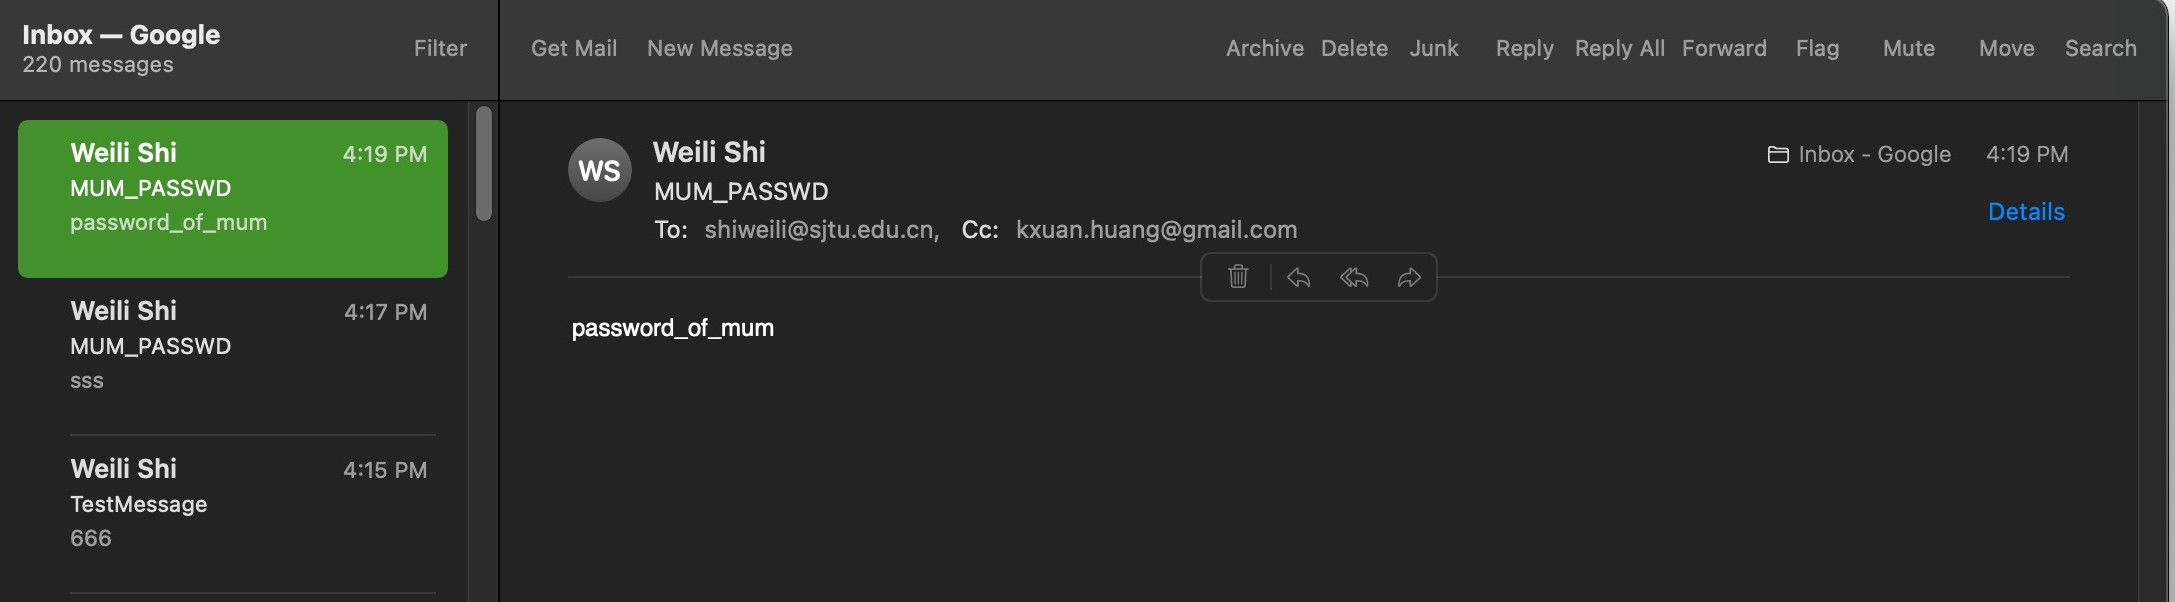 Inbox — Google
220 messages
Filter
Get Mail New Message Archive Delete Junk Reply Reply All Forward Flag Mute Move Search
Weili Shi 4:19 PM
MUM_PASSWD
password_of_mum
Weili Shi 4:17 PM
MUM_PASSWD
sss
Weili Shi 4:15 PM
TestMessage
666
WS
Weili Shi
Inbox - Google 4:19 PM
MUM_PASSWD
Details
To: shiweili@sjtu.edu.cn, Cc: kxuan.huang@gmail.com
password_of_mum